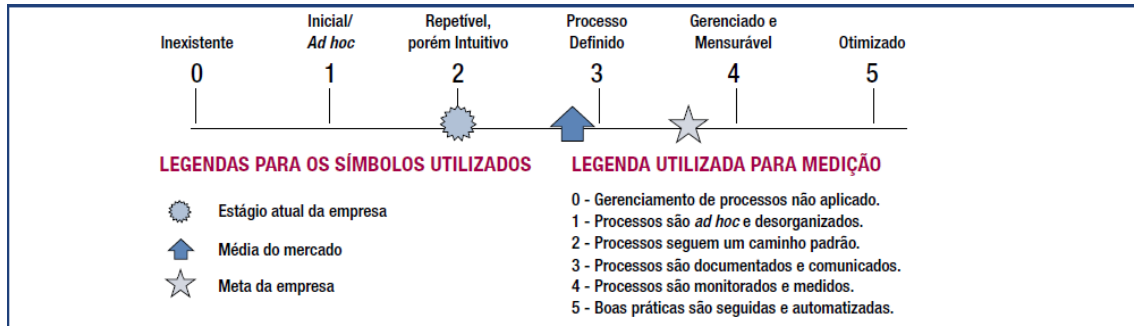 Inexistente
Inicial/
Ad hoc
Repetível,
porém Intuitivo
Processo
Definido
Gerenciado e
Mensurável
Otimizado
0 1 2 3 4 5
LEGENDAS PARA OS SÍMBOLOS UTILIZADOS
Estágio atual da empresa
Média do mercado
Meta da empresa
LEGENDA UTILIZADA PARA MEDIÇÃO
0 - Gerenciamento de processos não aplicado.
1 - Processos são ad hoc e desorganizados.
2 - Processos seguem um caminho padrão.
3 - Processos são documentados e comunicados.
4 - Processos são monitorados e medidos.
5 - Boas práticas são seguidas e automatizadas.